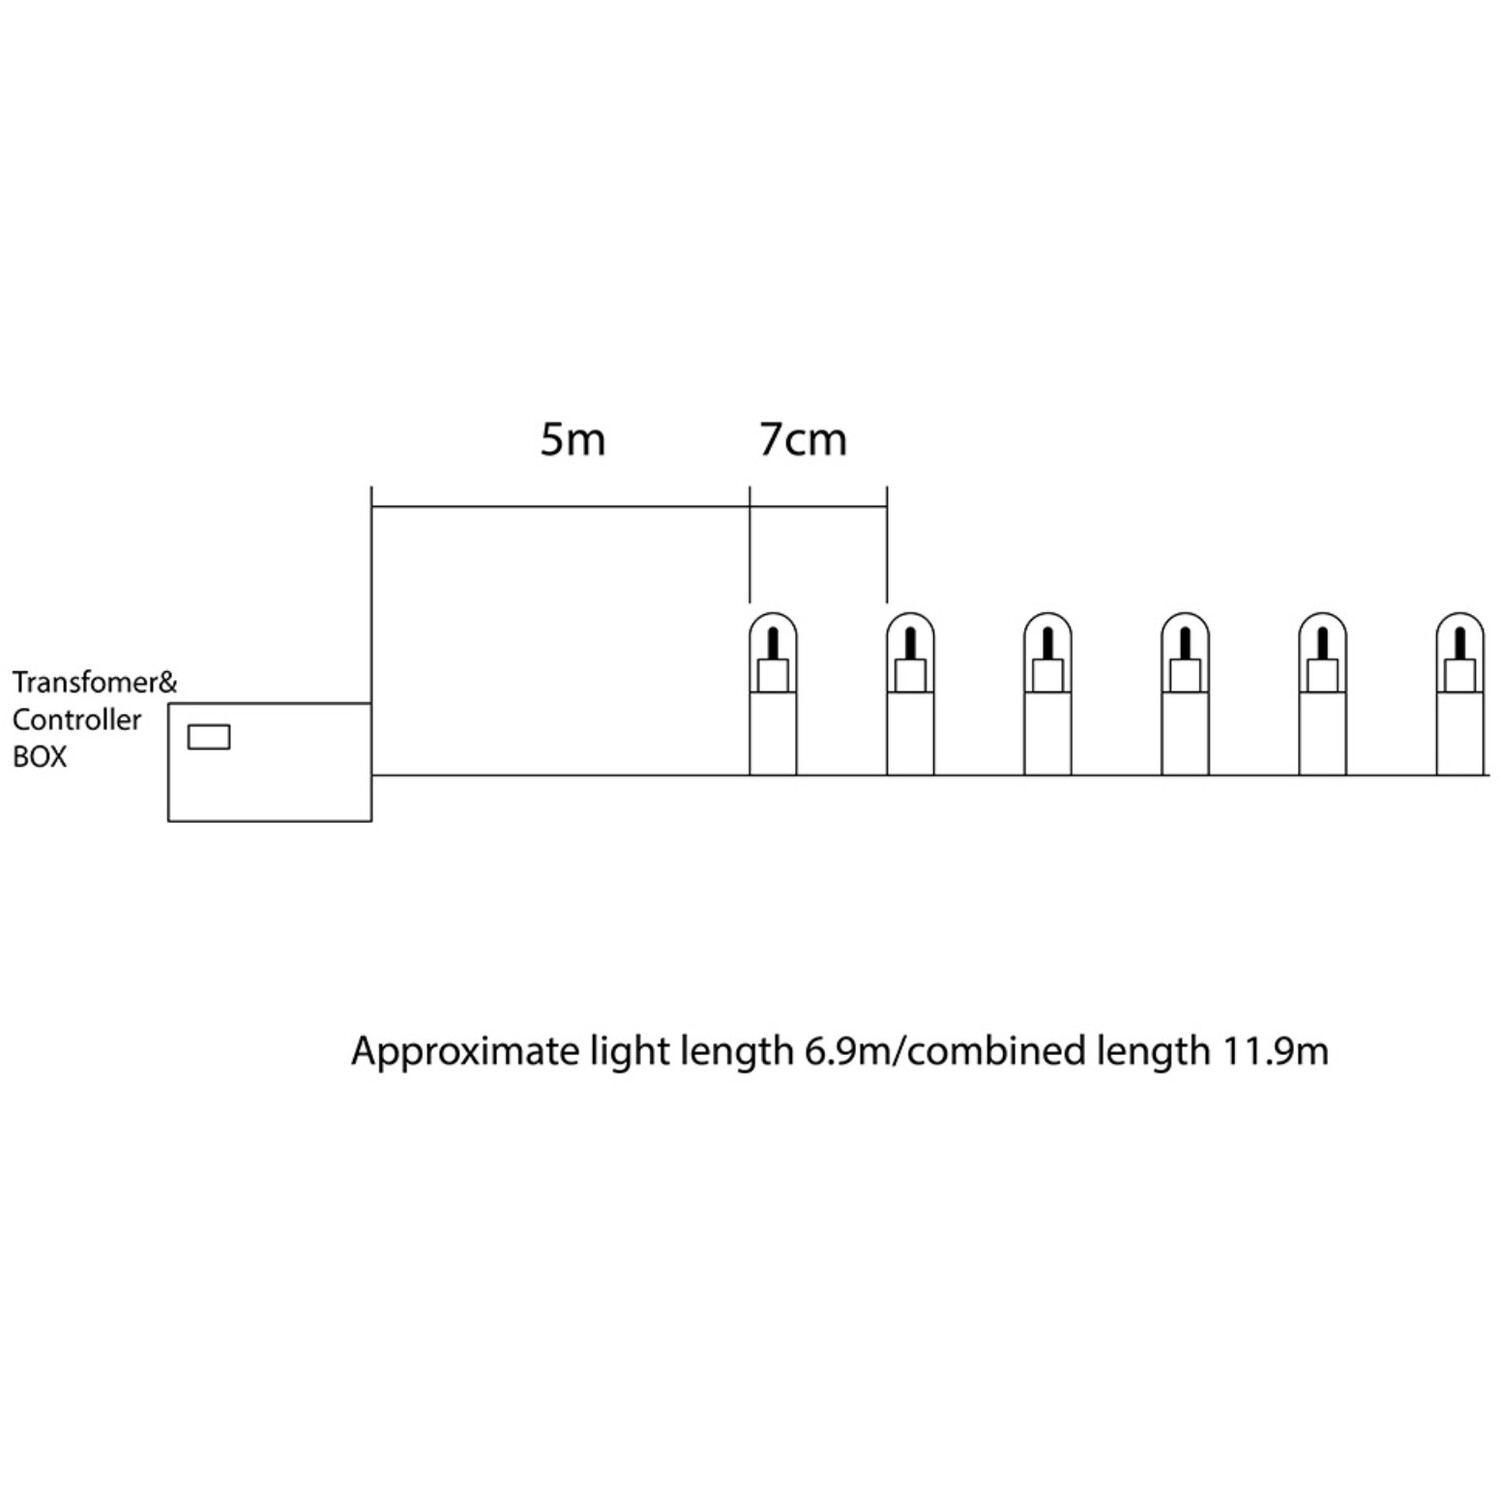 5m
7cm
Transfomer&
Controller
BOX
Approximate light length 6.9m/combined length 11.9m